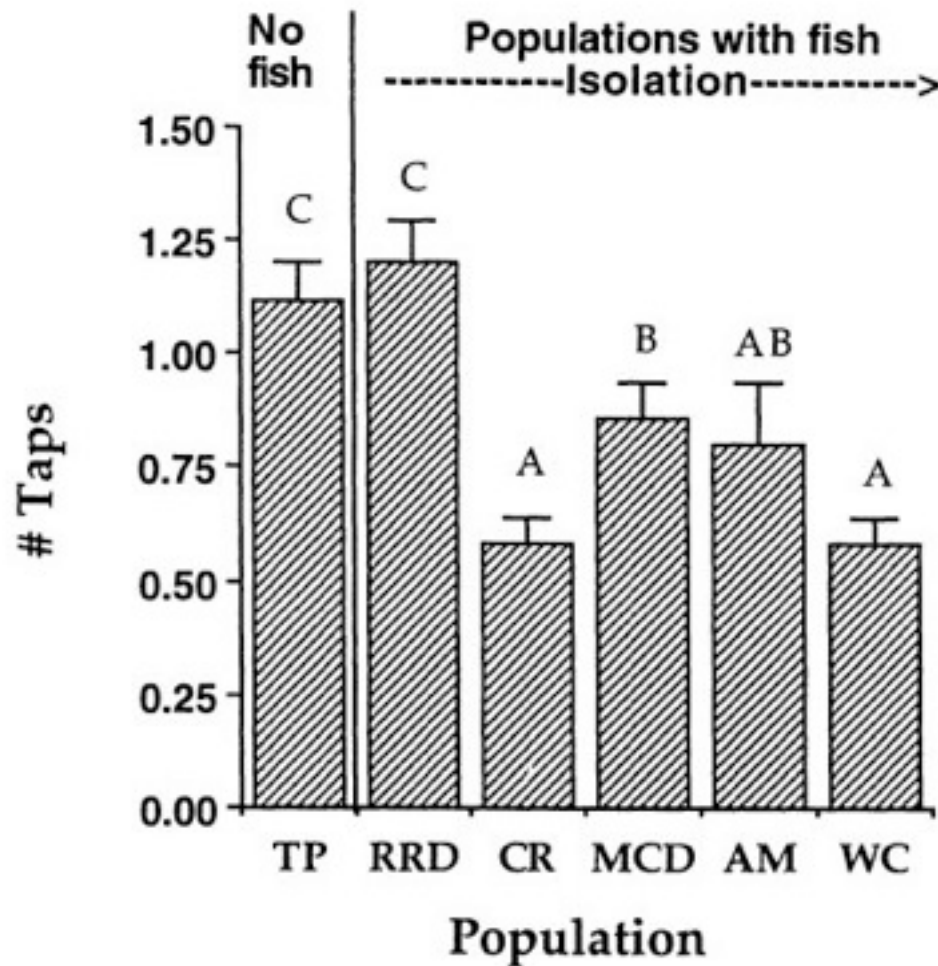 No
fish
Populations with fish
--------------Isolation-------------->
1.50
1.25
1.00
0.75
0.50
0.25
0.00
# Taps
C
C
A
B
AB
A
TP RRD CR MCD AM WC
Population